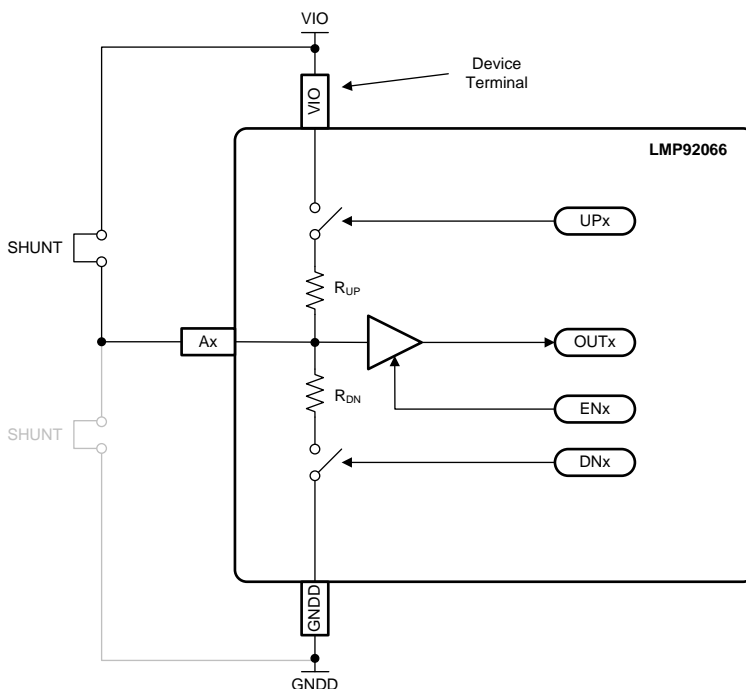 VIO
Device
Terminal
VIO
LMP92066
UPx
SHUNT
RUP
Ax
OUTx
RDN
ENx
SHUNT
DNx
GNDD
GNDD